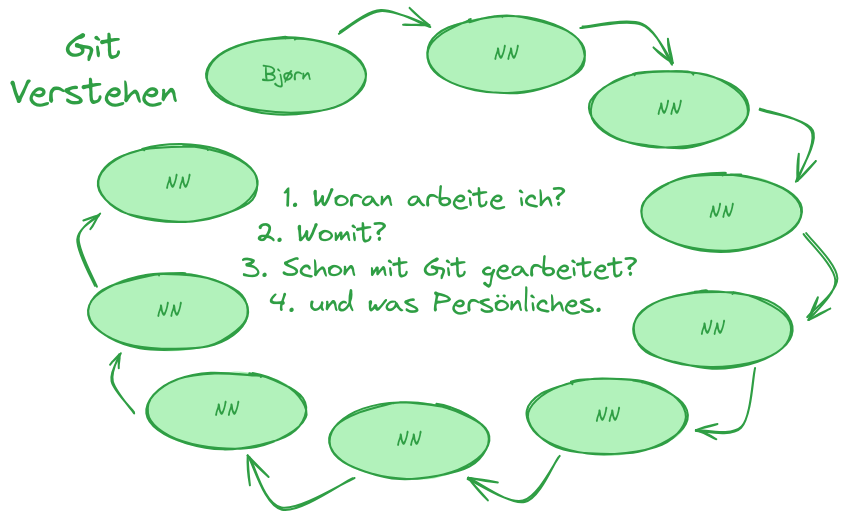 Git
Verstehen
Bjørn
NN
NN
NN
NN
NN
NN
NN
NN
NN
1. Woran arbeite ich?
2. Womit?
3. Schon mit Git gearbeitet?
4. und was Persönliches.